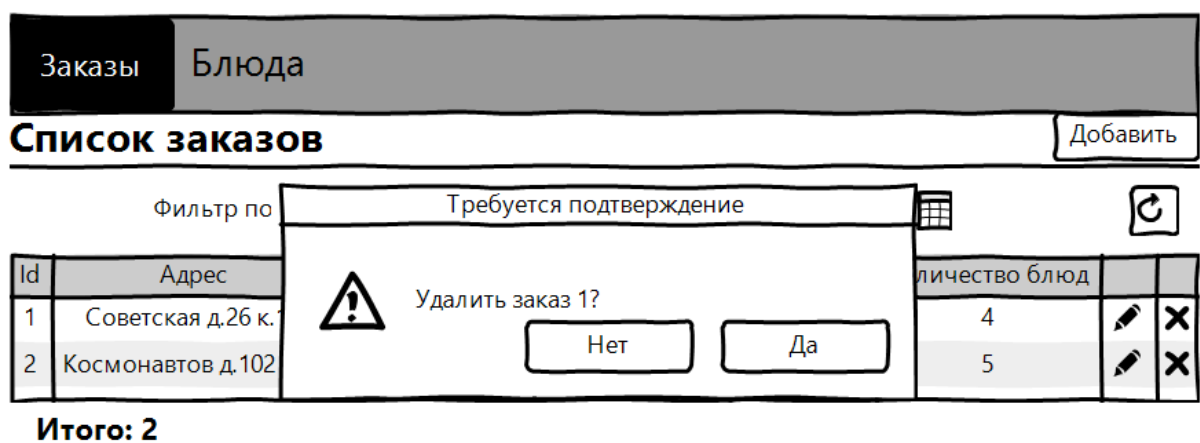 Заказы Блюда
Список заказов Добавить
Фильтр по
Требуется подтверждение
Id Адрес личество блюд
Удалить заказ 1?
1 Советская д.26 к. 4
Нет Да
2 Космонавтов д.102 5
Итого: 2